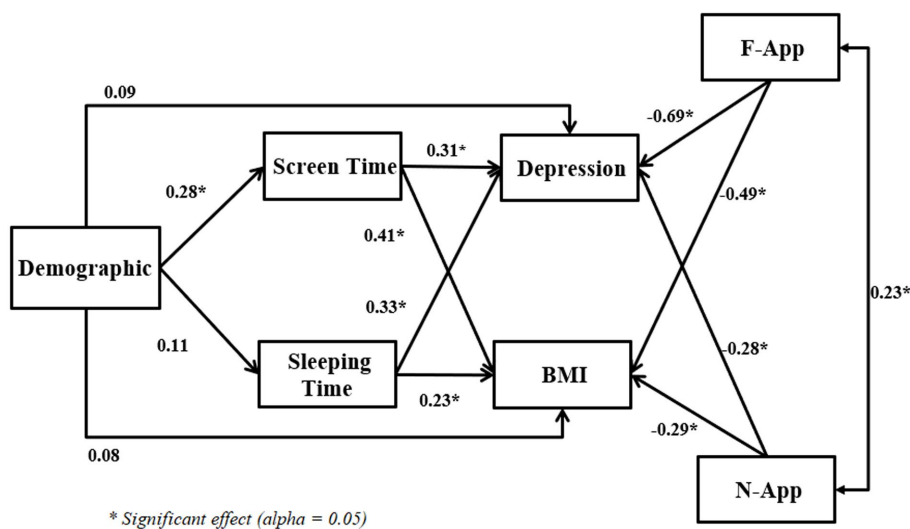 F-App
0.09
-0.69*
Screen Time
0.31*
Depression
0.28*
-0.49*
0.41*
Demographic
0.23*
0.33*
0.11
Sleeping
Time
BMI
-0.28*
0.23*
-0.29*
0.08
N-App
* Significant effect (alpha = 0.05)